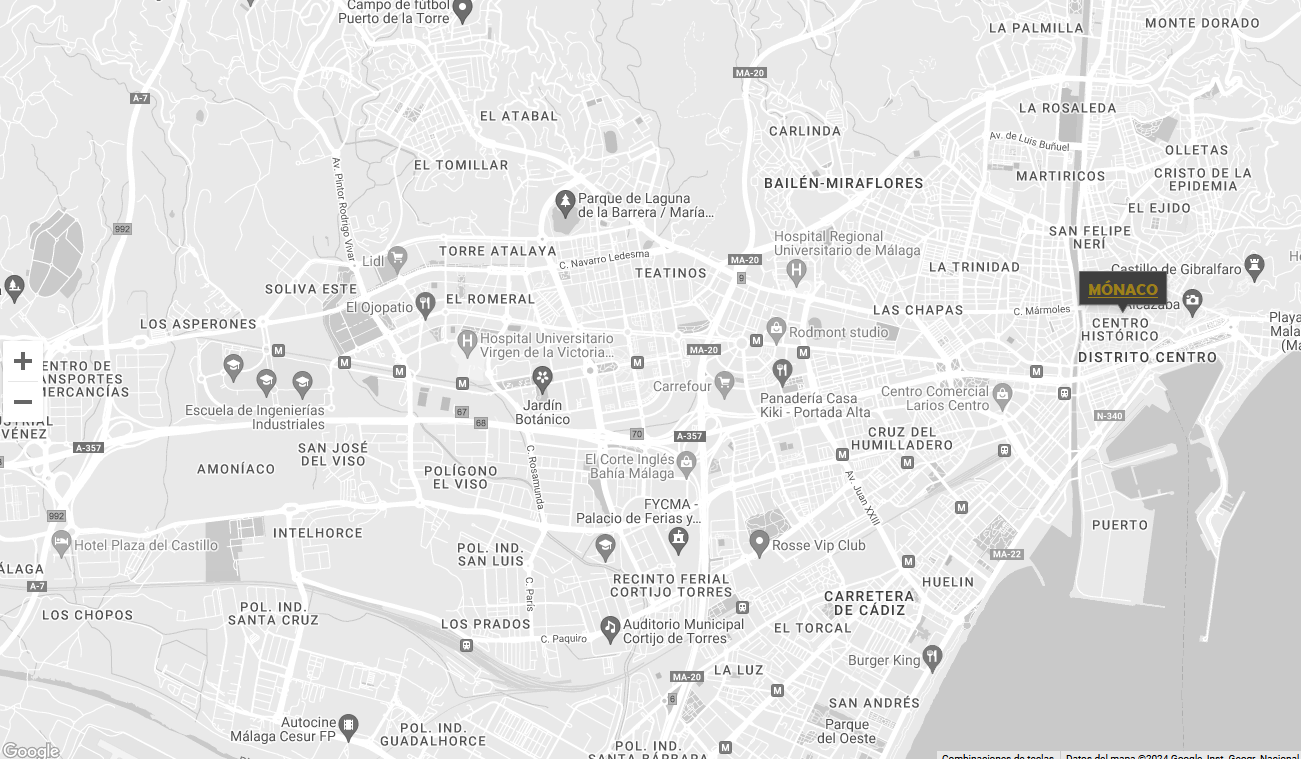 Campo de fútbol
Puerto de la Torre
LA PALMILLA
MONTE DORADO
MA-20
A-7
LA ROSALEDA
EL ATABAL
CARLINDA
Av. de Luis Buñuel
OLLETAS
EL TOMILLAR
Av. Pintor Rodrigo Vivar
BAILÉN-MIRAFLORES
MARTIRICOS
CRISTO DE LA
EPIDEMIA
Parque de Laguna
de la Barrera / María...
EL EJIDO
992
SAN FELIPE
NERÍ
TORRE ATALAYA
Hospital Regional
Universitario de Málaga
Lidl
C. Navarro Ledesma
MA-20
TEATINOS
9
LA TRINIDAD
Castillo de Gibralfaro
SOLIVA ESTE
MÓNACO
El Ojopatio
EL ROMERAL
LAS CHAPAS
C. Mármoles
Alcazaba
LOS ASPERONES
Rodmont studio
CENTRO
HISTÓRICO
Playa
Mala
(Ma
Hospital Universitario
Virgen de la Victoria...
MA-20
DISTRITO CENTRO
+
−
ENTRO DE
ANSPORTES
MERCANCÍAS
Carrefour
Panadería Casa
Kiki - Portada Alta
Centro Comercial
Larios Centro
Escuela de Ingenierías
Industriales
Jardín
Botánico
67
68
N-340
VÉNEZ
A-357
70
A-357
CRUZ DEL
HUMILLADERO
SAN JOSÉ
DEL VISO
AMONÍACO
POLÍGONO
EL VISO
C. Rosamunda
El Corte Inglés
Bahía Málaga
Av. Juan XXIII
FYCMA -
Palacio de Ferias y...
992
PUERTO
INTELHORCE
Hotel Plaza del Castillo
POL. IND.
SAN LUIS
Rosse Vip Club
MA-22
ÁLAGA
A-7
C. París
RECINTO FERIAL
CORTIJO TORRES
HUELIN
CARRETERA
DE CÁDIZ
LOS CHOPOS
POL. IND.
SANTA CRUZ
LOS PRADOS
C. Paquiro
Auditorio Municipal
Cortijo de Torres
EL TORCAL
Burger King
MA-20
LA LUZ
6
SAN ANDRÉS
Autocine
Málaga Cesur FP
POL. IND.
GUADALHORCE
Parque
del Oeste
POL. IND.
SANTA BÁRBARA
Google
Combinaciones de teclas
Datos del mapa ©2024 Google, Inst. Geogr. Nacional